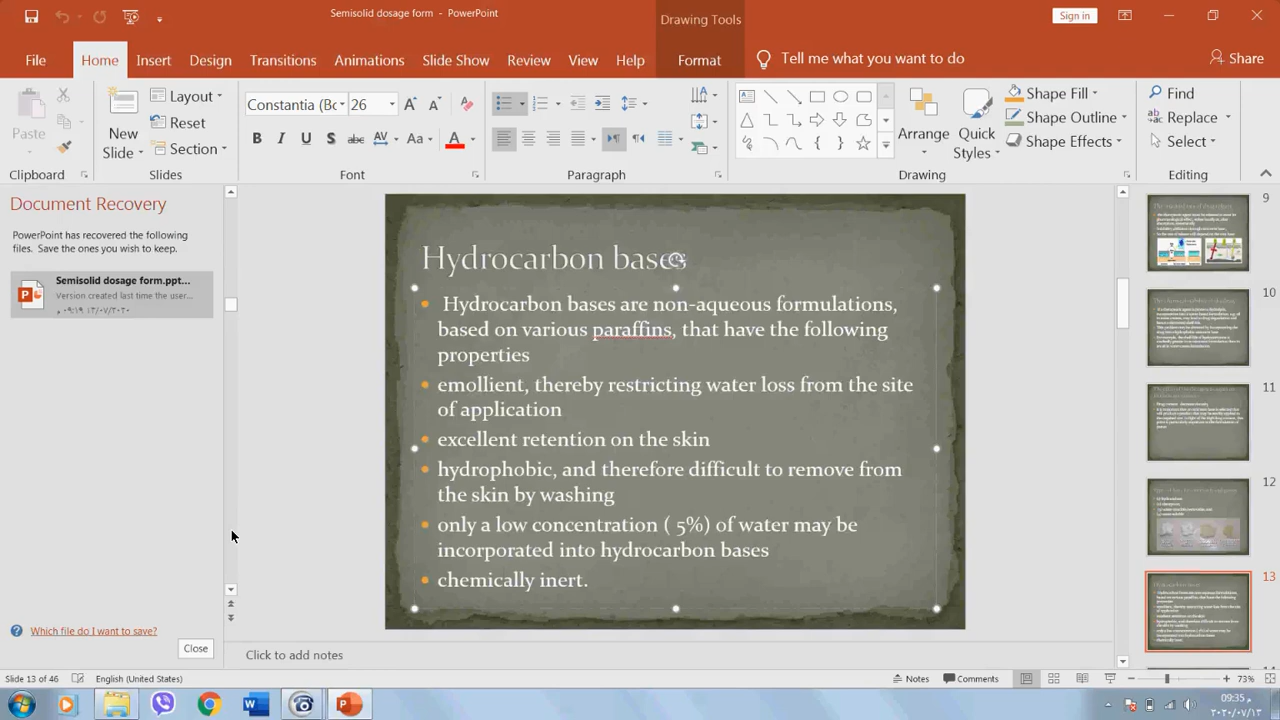 Semisolid dosage form - PowerPoint
Drawing Tools
Sign in
File Home Insert Design Transitions Animations Slide Show Review View Help Format Tell me what you want to do Share
Paste
Clipboard
New Slide
Layout
Reset
Section
Slides
Constantia (Bc 26
B I U S abc AV Aa A
Font
Paragraph
Arrange
Quick Styles
Shape Fill
Shape Outline
Shape Effects
Drawing
Find
Replace
Select
Editing
Document Recovery
PowerPoint has recovered the following
files. Save the ones you wish to keep.
Semisolid dosage form.ppt...
Version created last time the user...
Which file do I want to save?
Close
Hydrocarbon bases
Hydrocarbon bases are non-aqueous formulations,
based on various paraffins, that have the following
properties
emollient, thereby restricting water loss from the site
of application
excellent retention on the skin
hydrophobic, and therefore difficult to remove from
the skin by washing
only a low concentration ( 5%) of water may be
incorporated into hydrocarbon bases
chemically inert.
Click to add notes
9
10
11
12
13
Slide 13 of 46 English (United States) Notes Comments 73%
09:35 م
٢٠٢٠/٠٧/١٣